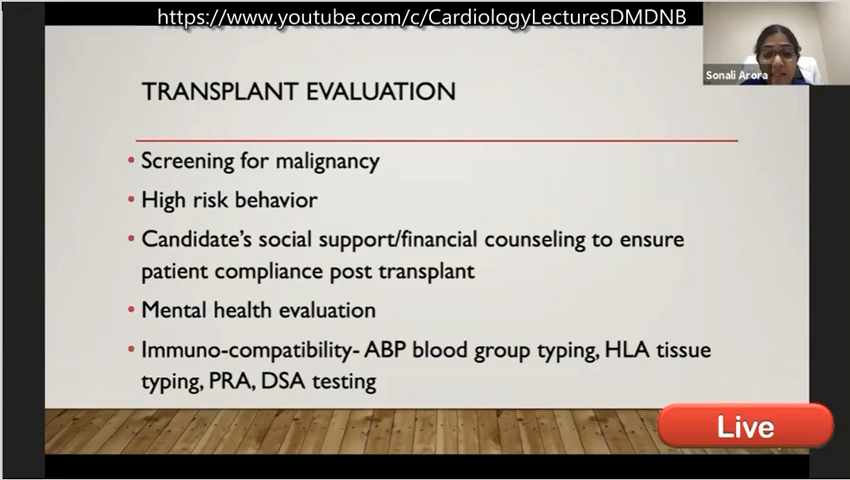 https://www.youtube.com/c/CardiologyLecturesDMDNB
Sonali Arora
TRANSPLANT EVALUATION
• Screening for malignancy
• High risk behavior
• Candidate's social support/financial counseling to ensure
patient compliance post transplant
• Mental health evaluation
• Immuno-compatibility- ABP blood group typing, HLA tissue
typing, PRA, DSA testing
Live